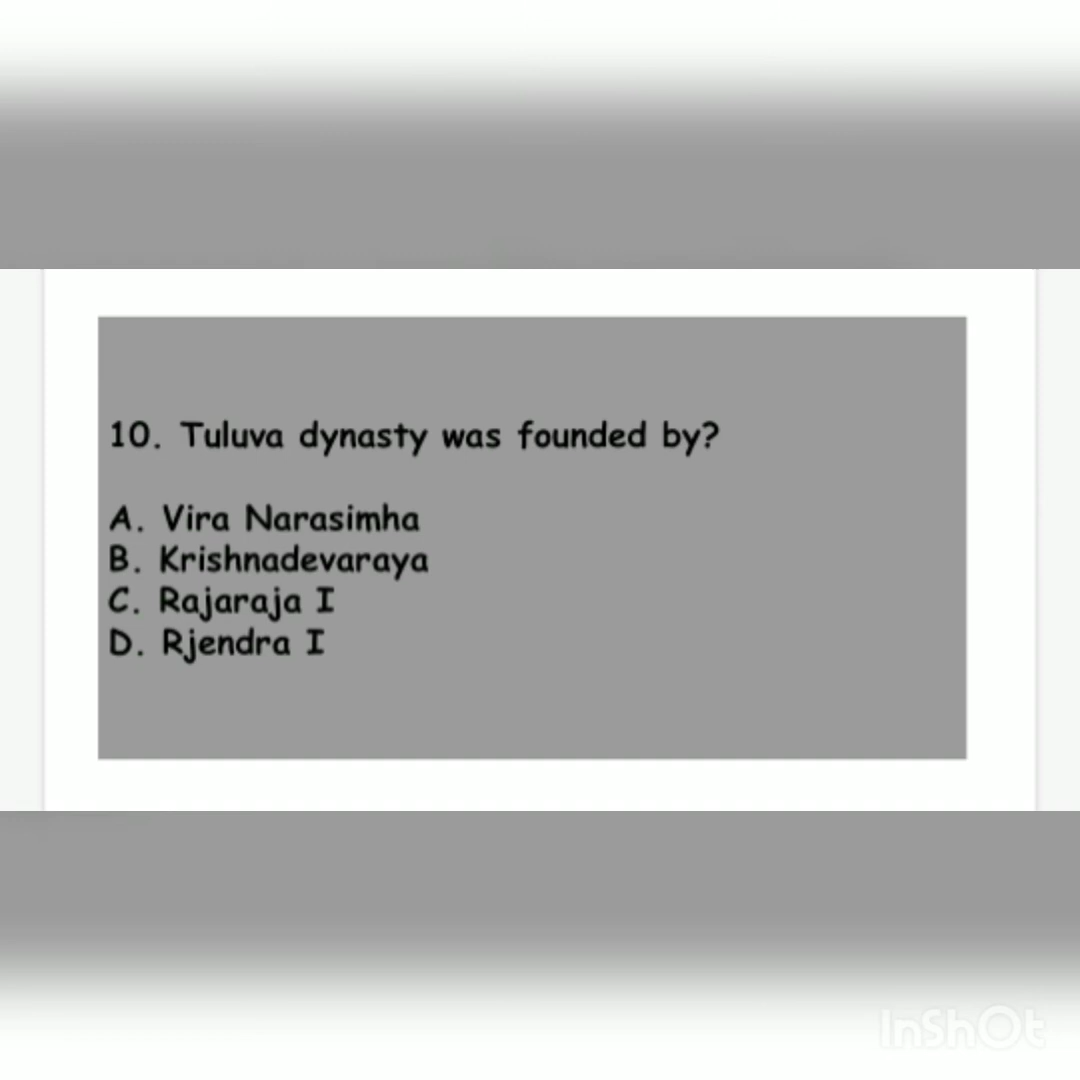 10. Tuluva dynasty was founded by?
A. Vira Narasimha
B. Krishnadevaraya
C. Rajaraja I
D. Rjendra I
InShOt